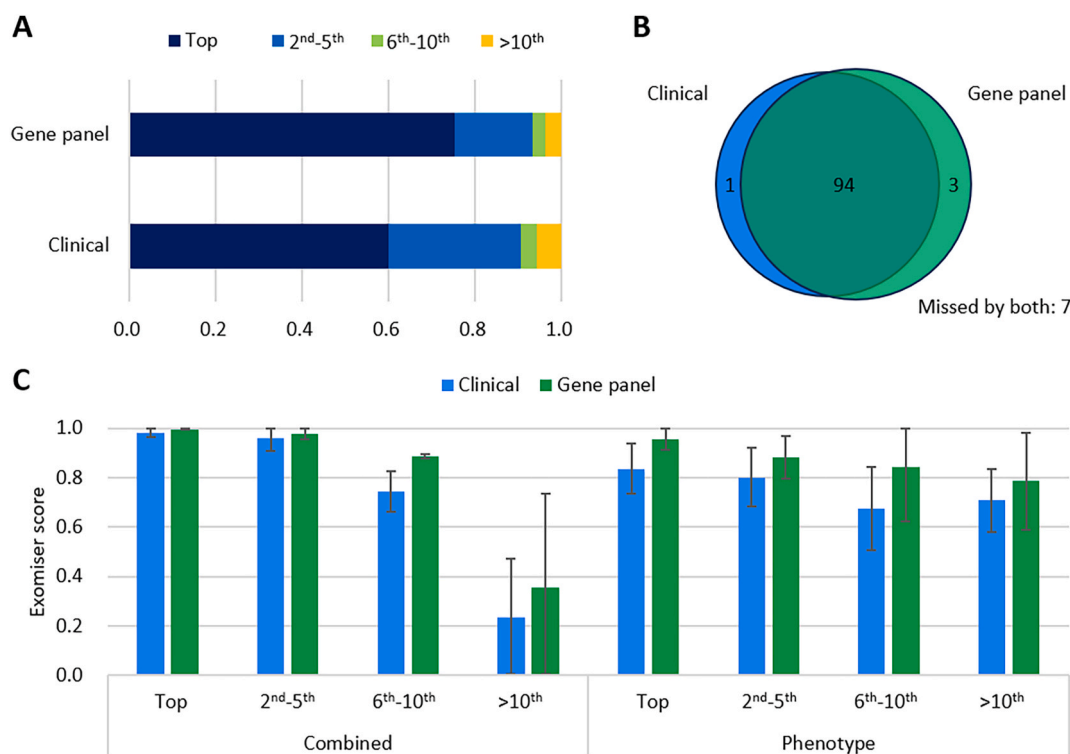 A
Top 2nd-5th 6th-10th >10th
Gene panel
Clinical
0.0 0.2 0.4 0.6 0.8 1.0
B
Clinical Gene panel
1 94 3
Missed by both: 7
C
Clinical Gene panel
Exomiser score
1.0
0.8
0.6
0.4
0.2
0.0
Top 2nd-5th 6th-10th >10th Top 2nd-5th 6th-10th >10th
Combined Phenotype